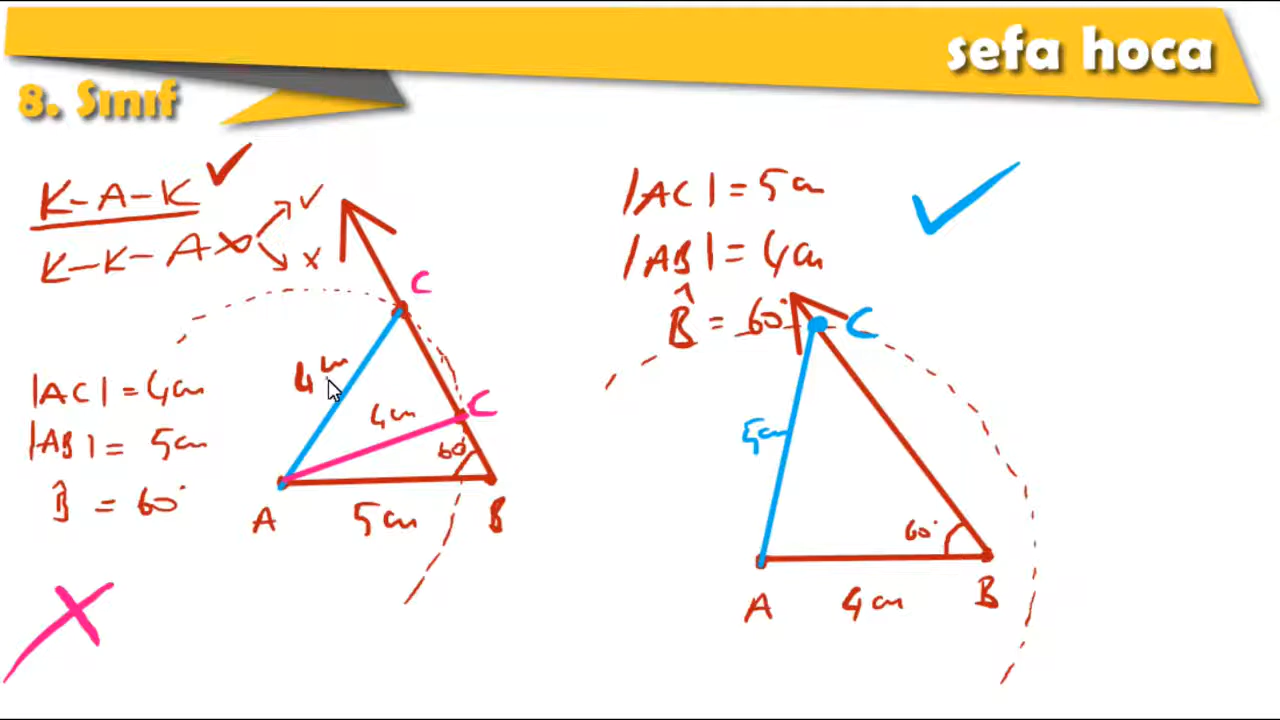 sefa hoca
8. Sınıf
K-A-K
K-K-A
|AC| = 4cm
|AB| = 5cm
B̂ = 60°
C
4cm
4cm
C
60°
A
5cm
B
|AC| = 5cm
|AB| = 4cm
B̂ = 60°
C
5cm
60°
A
4cm
B